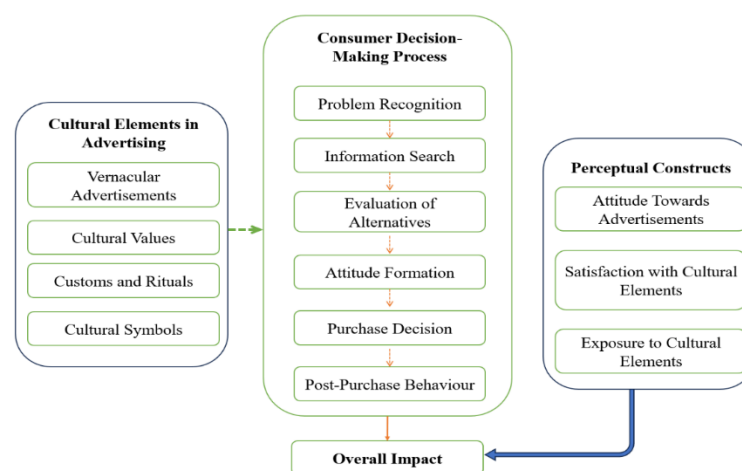 Cultural Elements in
Advertising
Vernacular
Advertisements
Cultural Values
Customs and Rituals
Cultural Symbols
Consumer Decision-
Making Process
Problem Recognition
Information Search
Evaluation of
Alternatives
Attitude Formation
Purchase Decision
Post-Purchase Behaviour
Perceptual Constructs
Attitude Towards
Advertisements
Satisfaction with Cultural
Elements
Exposure to Cultural
Elements
Overall Impact